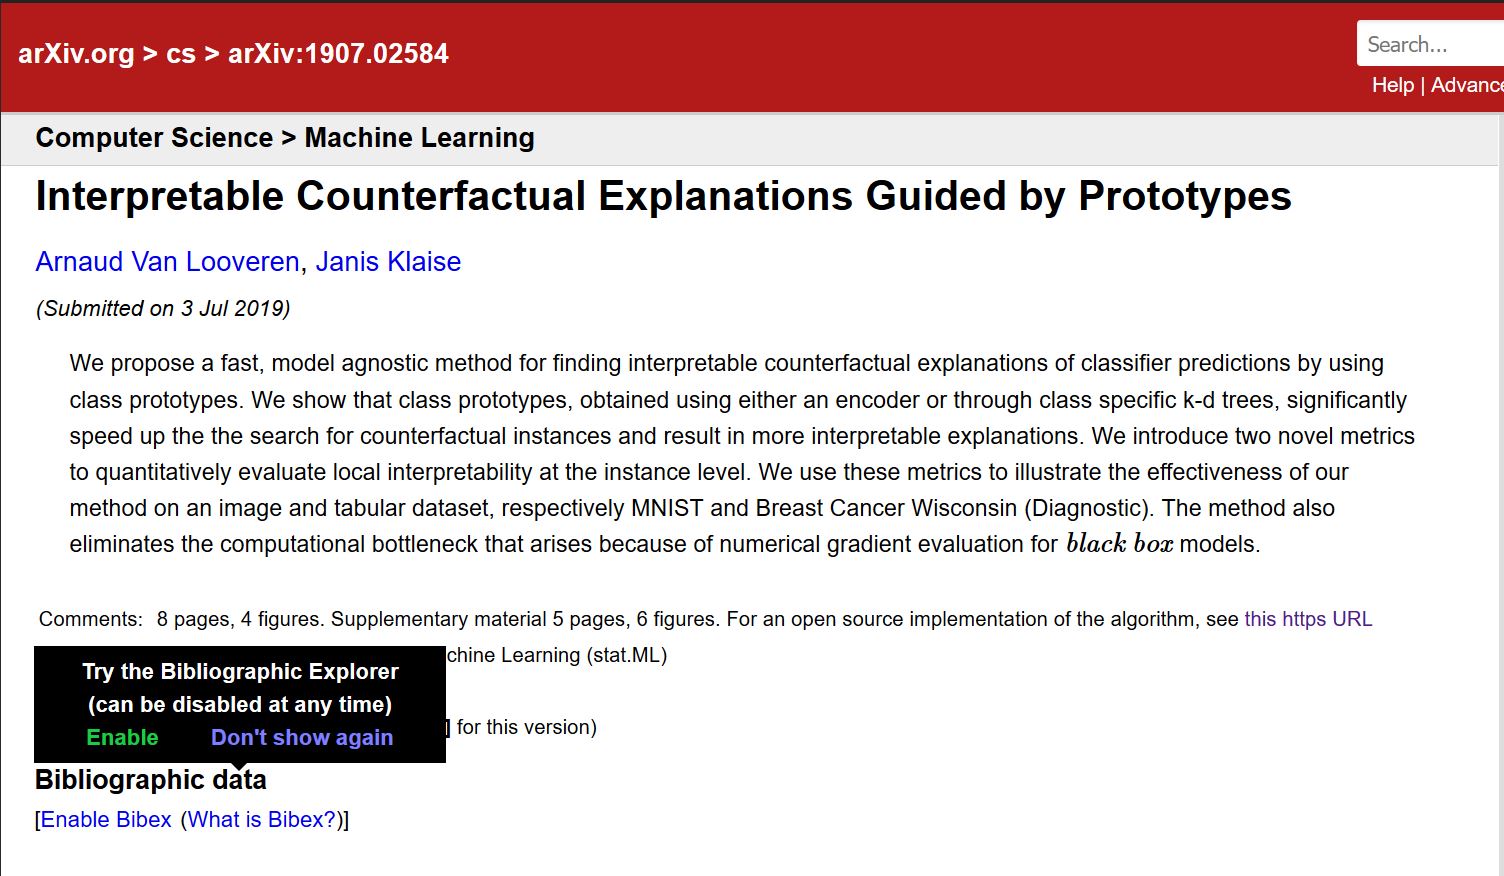 arXiv.org > cs > arXiv:1907.02584
Search...
Help | Advance
Computer Science > Machine Learning
Interpretable Counterfactual Explanations Guided by Prototypes
Arnaud Van Looveren, Janis Klaise
(Submitted on 3 Jul 2019)
We propose a fast, model agnostic method for finding interpretable counterfactual explanations of classifier predictions by using
class prototypes. We show that class prototypes, obtained using either an encoder or through class specific k-d trees, significantly
speed up the the search for counterfactual instances and result in more interpretable explanations. We introduce two novel metrics
to quantitatively evaluate local interpretability at the instance level. We use these metrics to illustrate the effectiveness of our
method on an image and tabular dataset, respectively MNIST and Breast Cancer Wisconsin (Diagnostic). The method also
eliminates the computational bottleneck that arises because of numerical gradient evaluation for black box models.
Comments: 8 pages, 4 figures. Supplementary material 5 pages, 6 figures. For an open source implementation of the algorithm, see this https URL
chine Learning (stat.ML)
Try the Bibliographic Explorer
(can be disabled at any time)
Enable Don't show again
] for this version)
Bibliographic data
[Enable Bibex (What is Bibex?)]